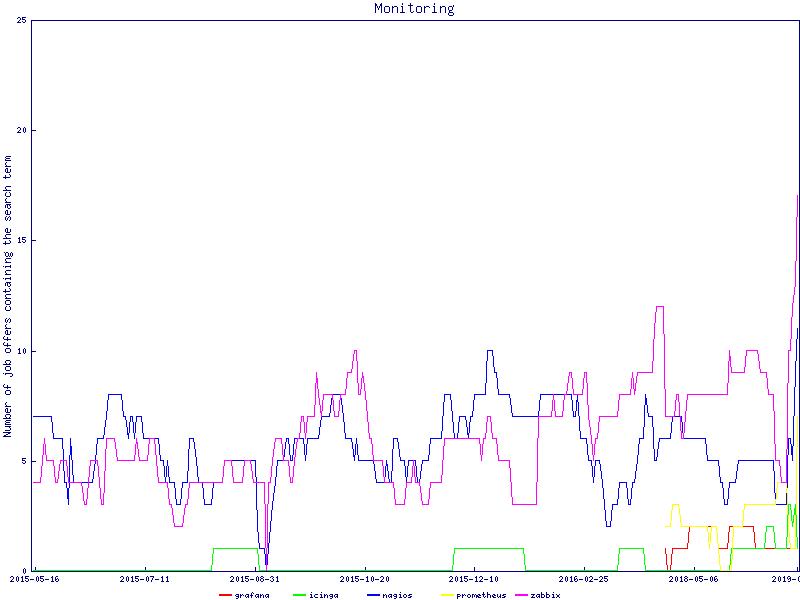 Monitoring
Number of job offers containing the search term
25
20
15
10
5
0
2015-05-16 2015-07-11 2015-08-31 2015-10-20 2015-12-10 2016-02-25 2018-05-06 2019-0
grafana icinga nagios prometheus zabbix